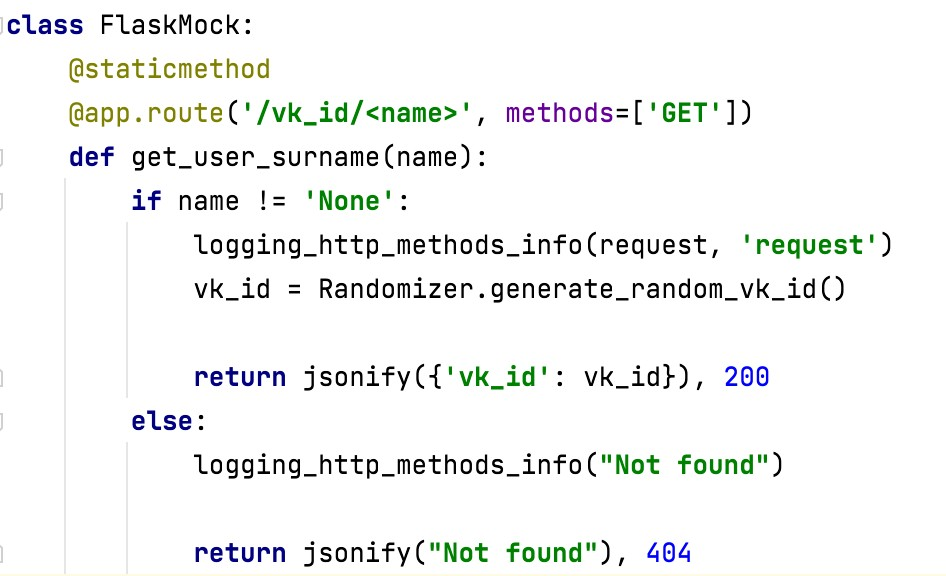 class FlaskMock:
    @staticmethod
    @app.route('/vk_id/<name>', methods=['GET'])
    def get_user_surname(name):
        if name != 'None':
            logging_http_methods_info(request, 'request')
            vk_id = Randomizer.generate_random_vk_id()
            return jsonify({'vk_id': vk_id}), 200
        else:
            logging_http_methods_info("Not found")
            return jsonify("Not found"), 404